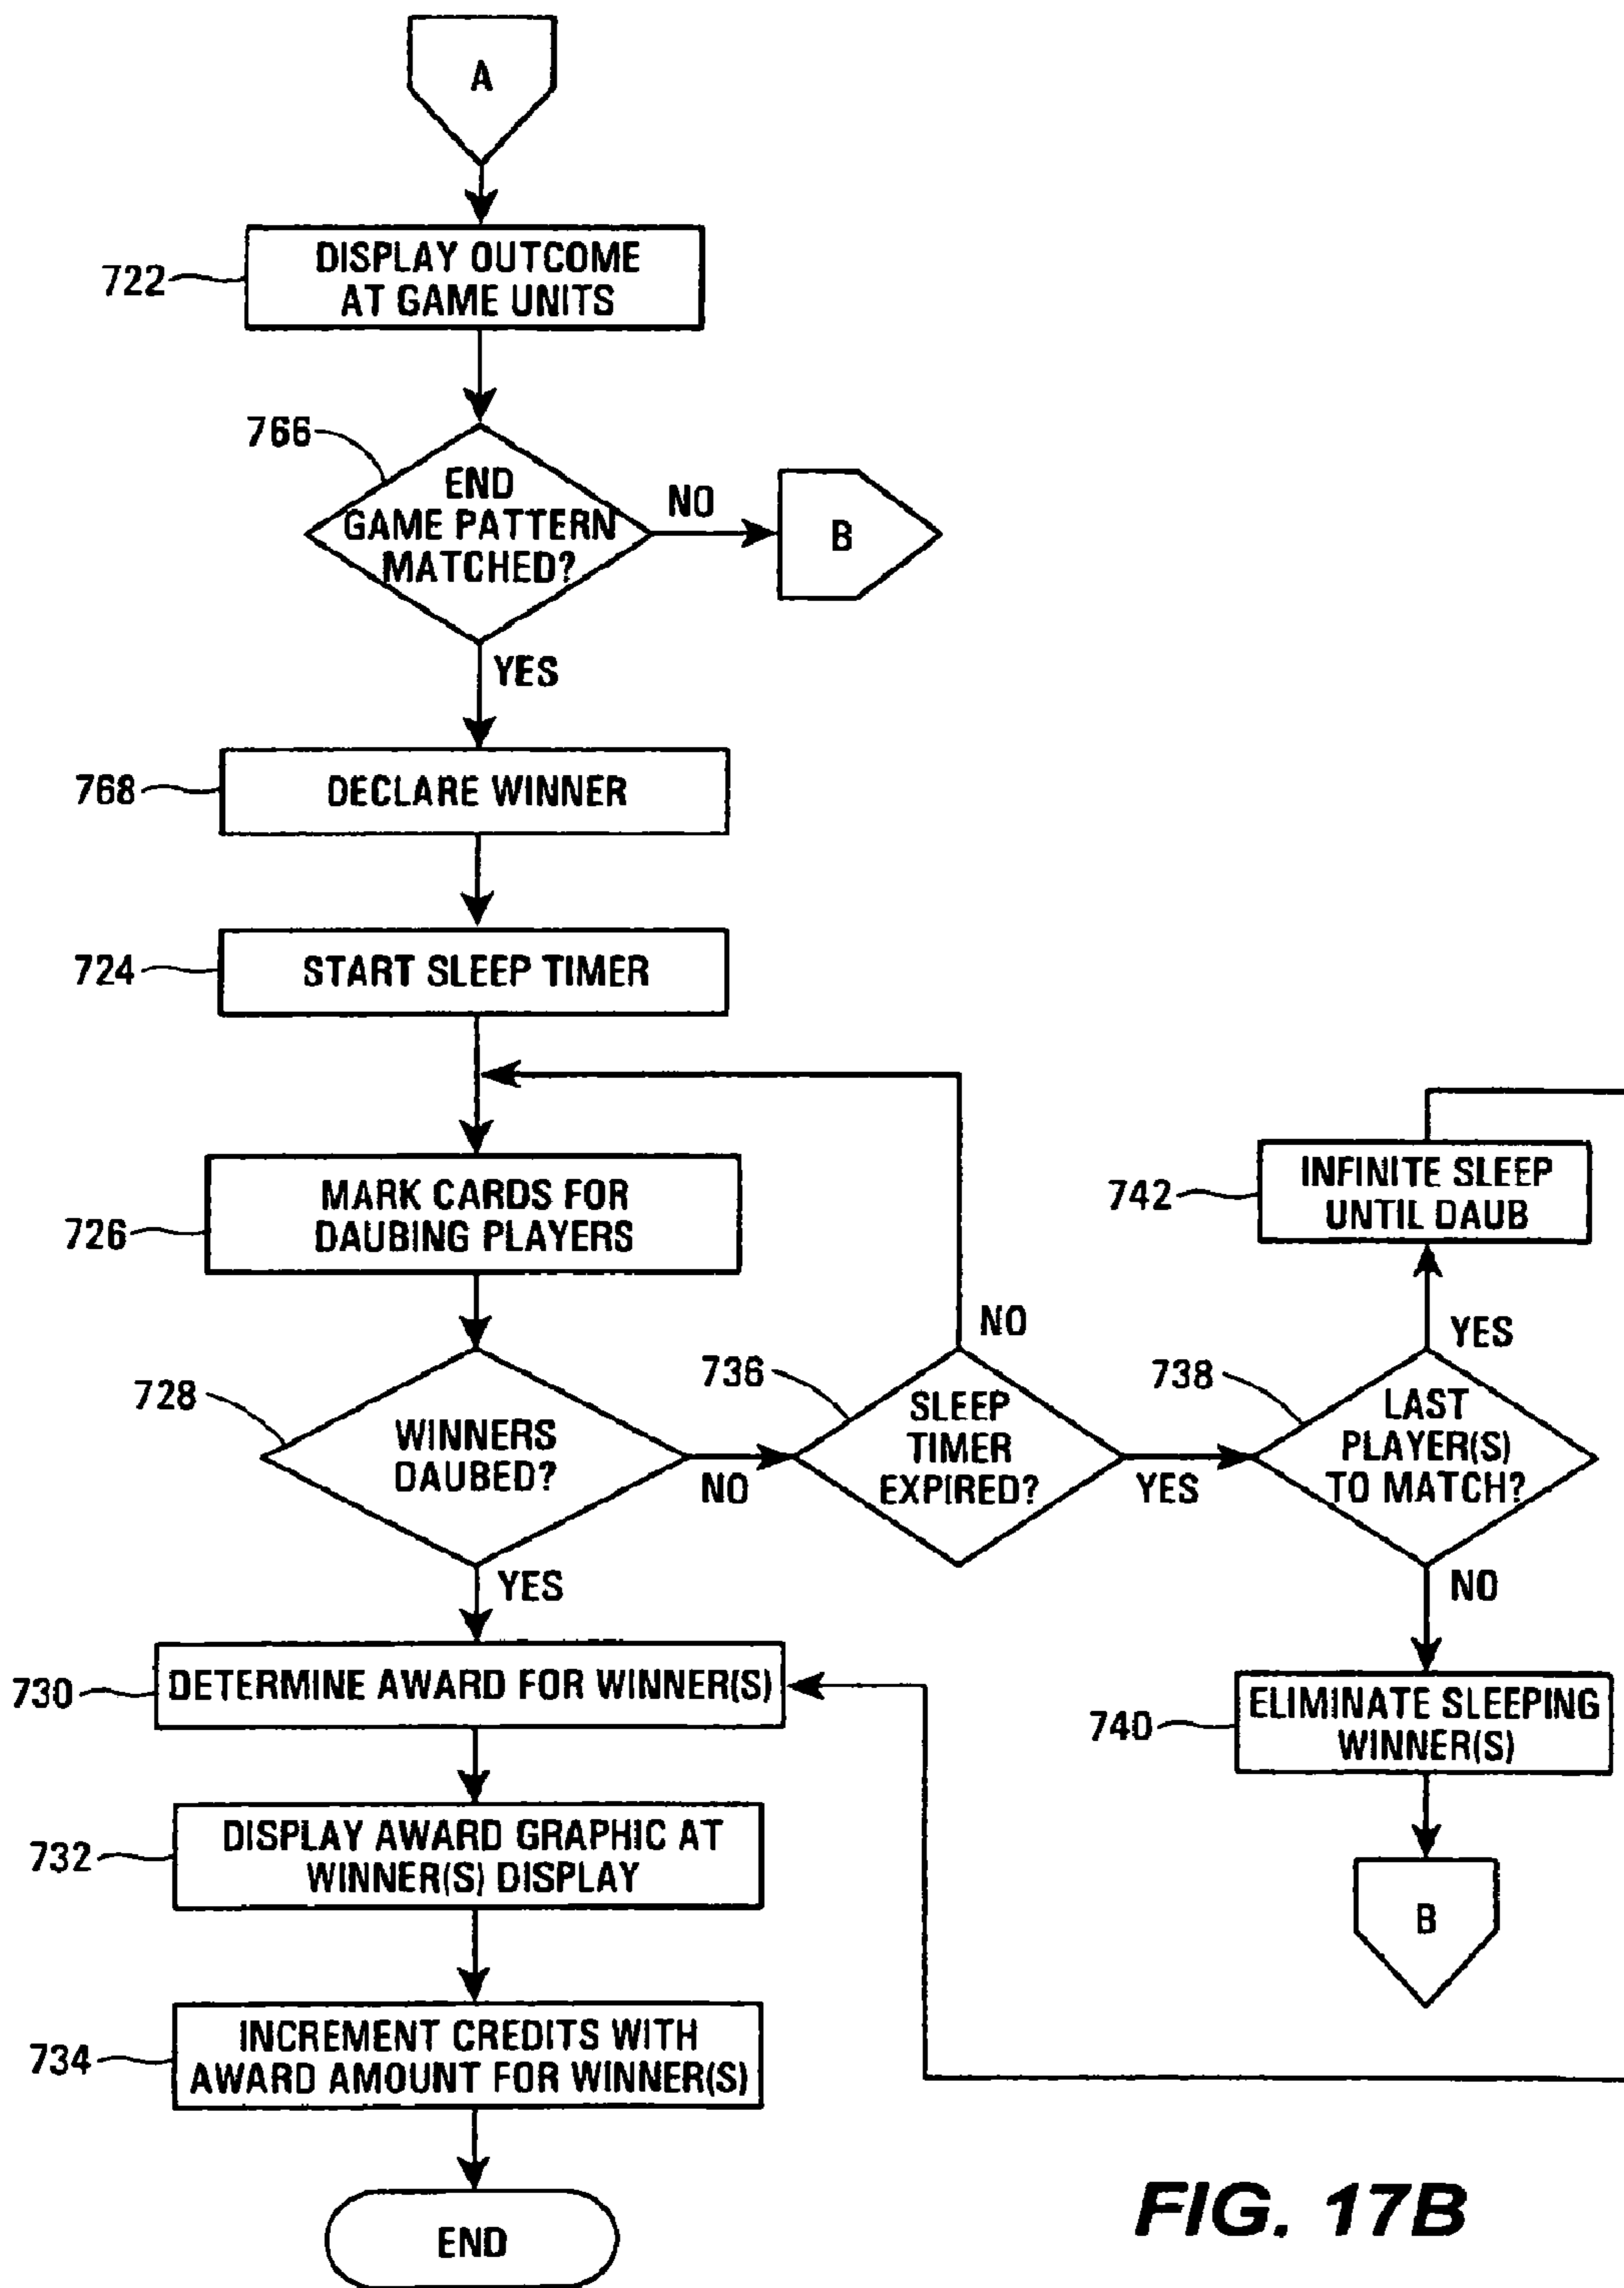 A
722
DISPLAY OUTCOME
AT GAME UNITS
766
END
GAME PATTERN
MATCHED?
NO
B
YES
768
DECLARE WINNER
724
START SLEEP TIMER
726
MARK CARDS FOR
DAUBING PLAYERS
742
INFINITE SLEEP
UNTIL DAUB
728
WINNERS
DAUBED?
NO
YES
736
SLEEP
TIMER
EXPIRED?
NO
YES
738
LAST
PLAYER(S)
TO MATCH?
YES
NO
730
DETERMINE AWARD FOR WINNER(S)
740
ELIMINATE SLEEPING
WINNER(S)
B
732
DISPLAY AWARD GRAPHIC AT
WINNER(S) DISPLAY
734
INCREMENT CREDITS WITH
AWARD AMOUNT FOR WINNER(S)
END
FIG. 17B